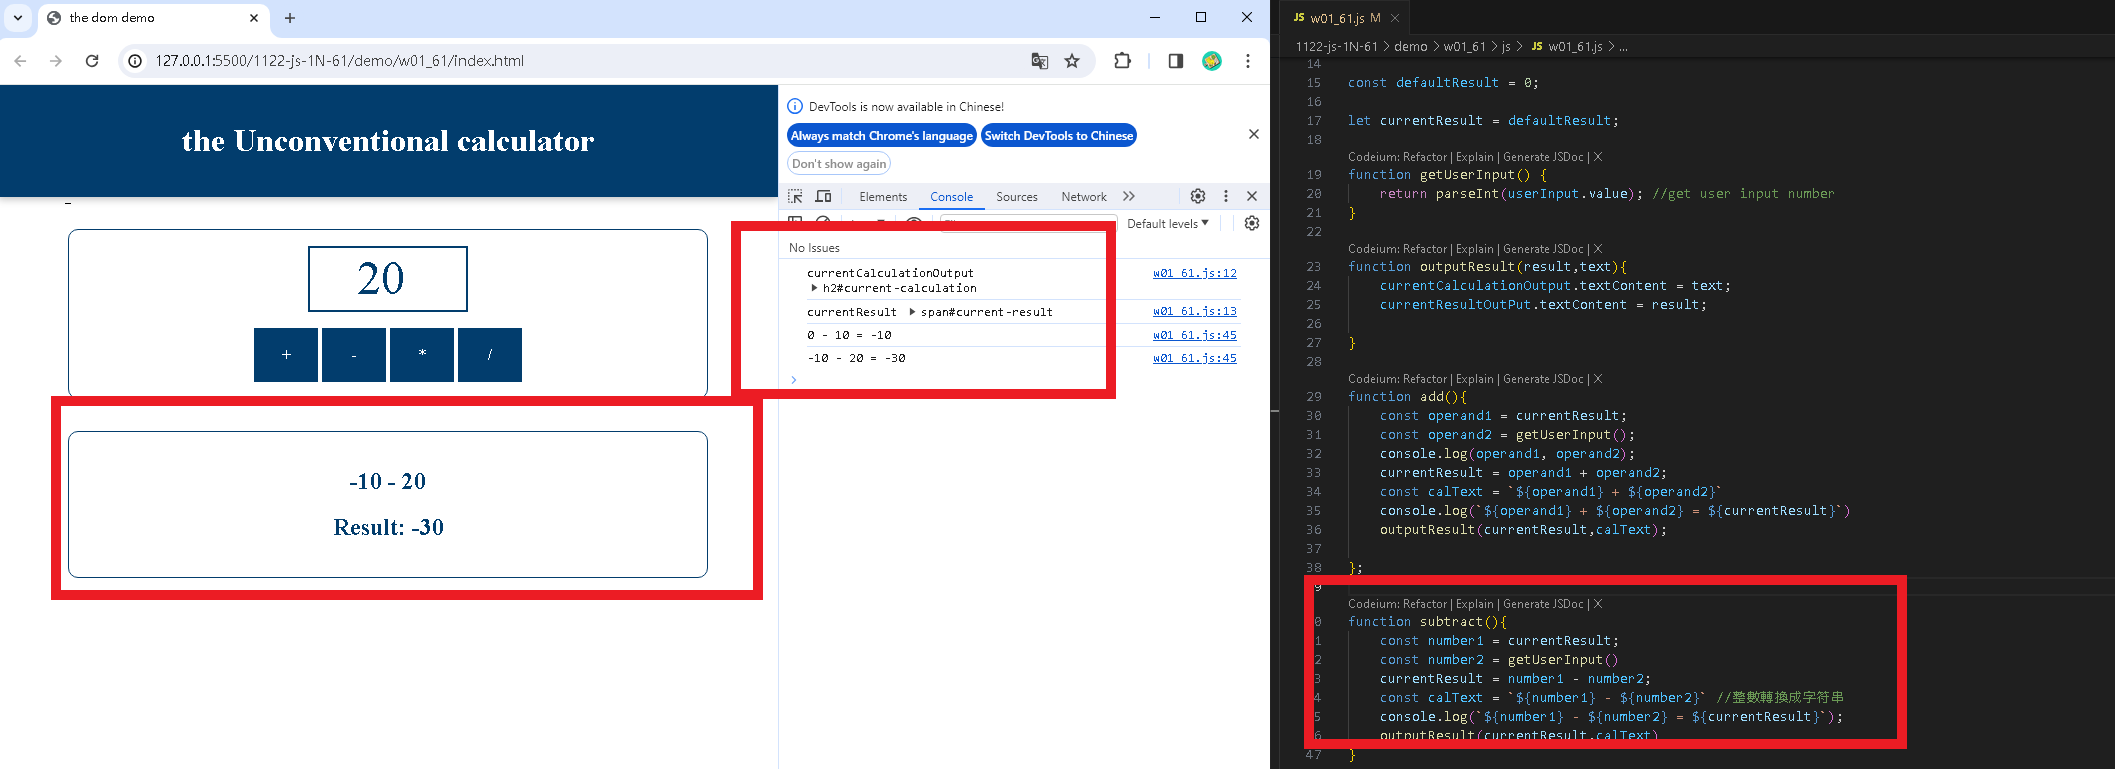 the dom demo
127.0.0.1:5500/1122-js-1N-61/demo/w01_61/index.html
the Unconventional calculator
20
+ - * /
-10 - 20
Result: -30
DevTools is now available in Chinese!
Always match Chrome's language Switch DevTools to Chinese
Don't show again
Elements Console Sources Network
Default levels
No Issues
currentCalculationOutput w01_61.js:12
h2#current-calculation
currentResult span#current-result w01_61.js:13
0 - 10 = -10 w01_61.js:45
-10 - 20 = -30 w01_61.js:45
JS w01_61.js M
1122-js-1N-61 > demo > w01_61 > js > JS w01_61.js > ...
14
15 const defaultResult = 0;
16
17 let currentResult = defaultResult;
18
Codeium: Refactor | Explain | Generate JSDoc | X
19 function getUserInput() {
20 return parseInt(userInput.value); //get user input number
21 }
22
Codeium: Refactor | Explain | Generate JSDoc | X
23 function outputResult(result,text){
24 currentCalculationOutput.textContent = text;
25 currentResultOutPut.textContent = result;
26
27 }
28
Codeium: Refactor | Explain | Generate JSDoc | X
29 function add(){
30 const operand1 = currentResult;
31 const operand2 = getUserInput();
32 console.log(operand1, operand2);
33 currentResult = operand1 + operand2;
34 const calText = `${operand1} + ${operand2}`
35 console.log(`${operand1} + ${operand2} = ${currentResult}`)
36 outputResult(currentResult,calText);
37
38 };
9
Codeium: Refactor | Explain | Generate JSDoc | X
0 function subtract(){
1 const number1 = currentResult;
2 const number2 = getUserInput()
3 currentResult = number1 - number2;
4 const calText = `${number1} - ${number2}` //整數轉換成字符串
5 console.log(`${number1} - ${number2} = ${currentResult}`);
6 outputResult(currentResult,calText)
47 }